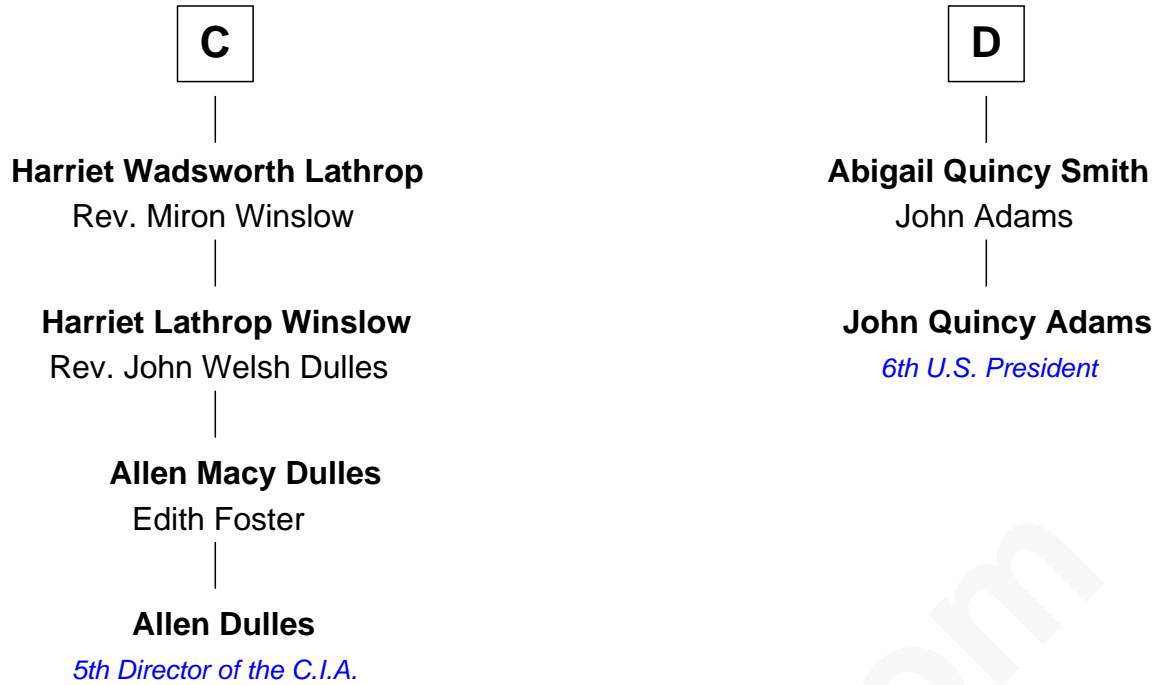 C
Harriet Wadsworth Lathrop
Rev. Miron Winslow
Harriet Lathrop Winslow
Rev. John Welsh Dulles
Allen Macy Dulles
Edith Foster
Allen Dulles
5th Director of the C.I.A.
D
Abigail Quincy Smith
John Adams
John Quincy Adams
6th U.S. President
om